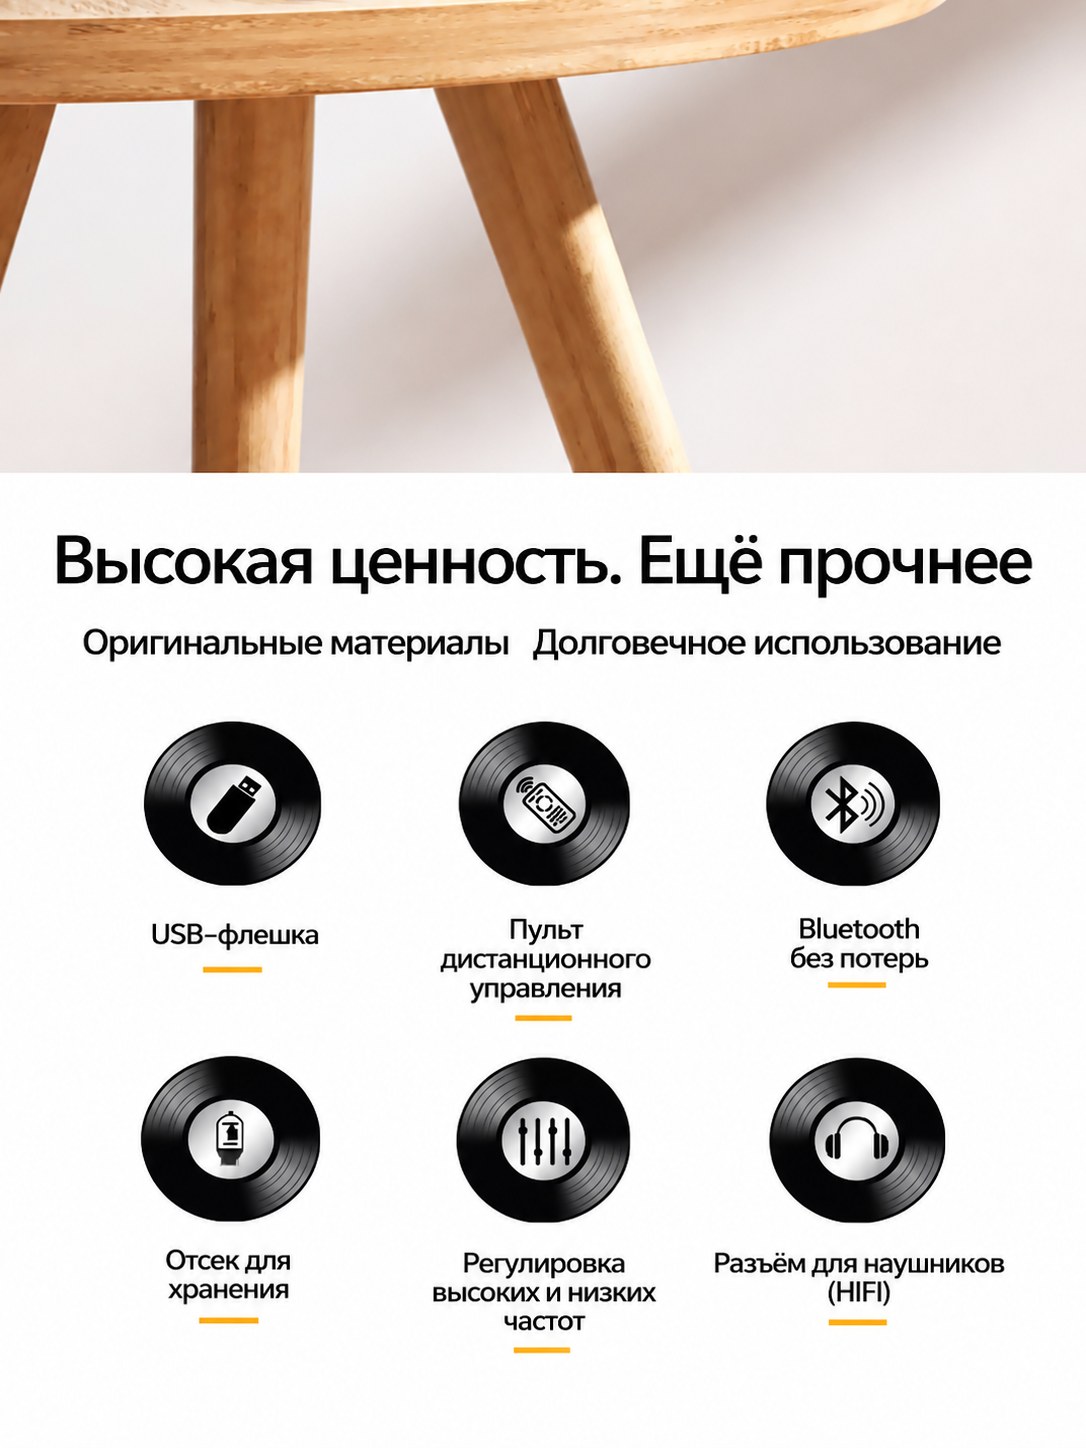 Высокая ценность. Ещё прочнее
Оригинальные материалы Долговечное использование
USB-флешка
Пульт
дистанционного
управления
Bluetooth
без потерь
Отсек для
хранения
Регулировка
высоких и низких
частот
Разъём для наушников
(HIFI)